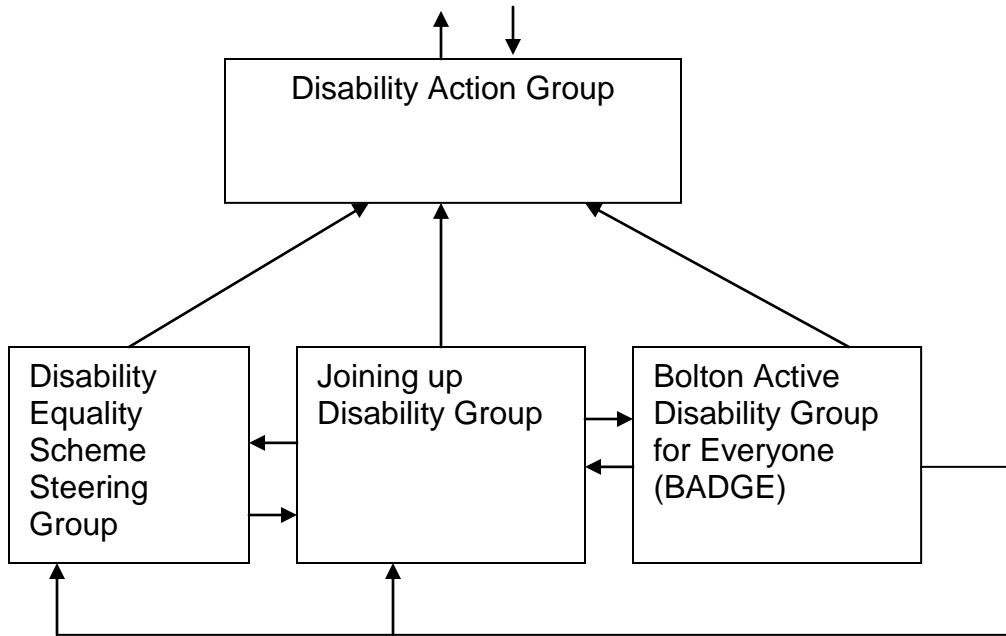 Disability Action Group
Disability
Equality
Scheme
Steering
Group
Joining up
Disability Group
Bolton Active
Disability Group
for Everyone
(BADGE)